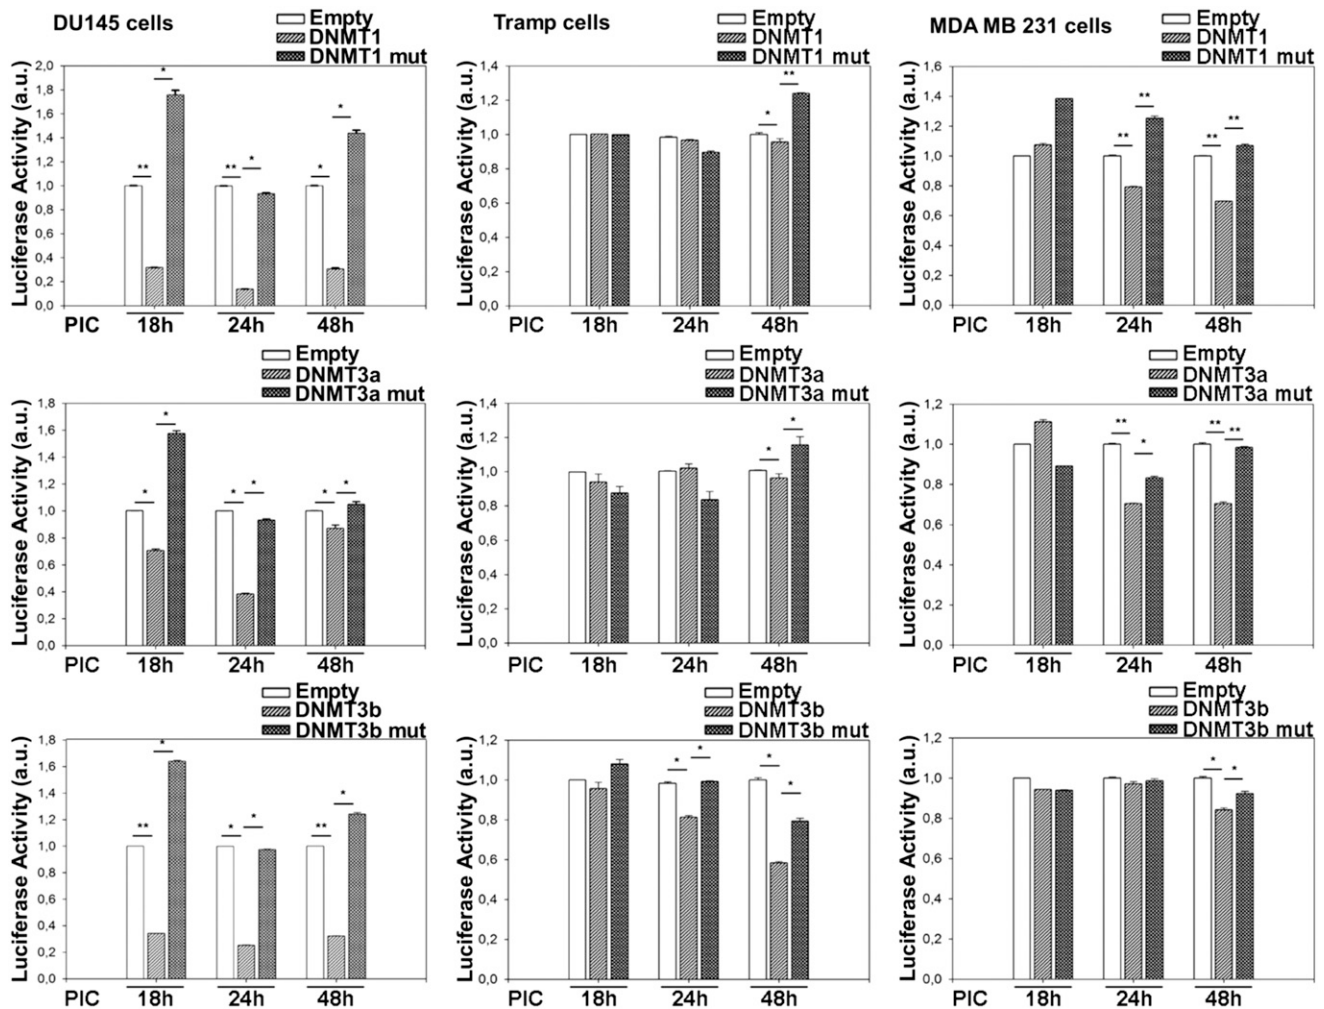 DU145 cells
Empty
DNMT1
DNMT1 mut
Luciferase Activity (a.u.)
2,0
1,8
1,6
1,4
1,2
1,0
0,8
0,6
0,4
0,2
0,0
** * ** * * *
PIC 18h 24h 48h
Tramp cells
Empty
DNMT1
DNMT1 mut
Luciferase Activity (a.u.)
1,4
1,2
1,0
0,8
0,6
0,4
0,2
0,0
* **
PIC 18h 24h 48h
MDA MB 231 cells
Empty
DNMT1
DNMT1 mut
Luciferase Activity (a.u.)
1,6
1,4
1,2
1,0
0,8
0,6
0,4
0,2
0,0
** ** ** **
PIC 18h 24h 48h
Empty
DNMT3a
DNMT3a mut
Luciferase Activity (a.u.)
1,8
1,6
1,4
1,2
1,0
0,8
0,6
0,4
0,2
0,0
* * * * * *
PIC 18h 24h 48h
Empty
DNMT3a
DNMT3a mut
Luciferase Activity (a.u.)
1,4
1,2
1,0
0,8
0,6
0,4
0,2
0,0
* *
PIC 18h 24h 48h
Empty
DNMT3a
DNMT3a mut
Luciferase Activity (a.u.)
1,2
1,0
0,8
0,6
0,4
0,2
0,0
** * ** **
PIC 18h 24h 48h
Empty
DNMT3b
DNMT3b mut
Luciferase Activity (a.u.)
1,8
1,6
1,4
1,2
1,0
0,8
0,6
0,4
0,2
0,0
** * * * ** *
PIC 18h 24h 48h
Empty
DNMT3b
DNMT3b mut
Luciferase Activity (a.u.)
1,2
1,0
0,8
0,6
0,4
0,2
0,0
* * * *
PIC 18h 24h 48h
Empty
DNMT3b
DNMT3b mut
Luciferase Activity (a.u.)
1,2
1,0
0,8
0,6
0,4
0,2
0,0
* *
PIC 18h 24h 48h